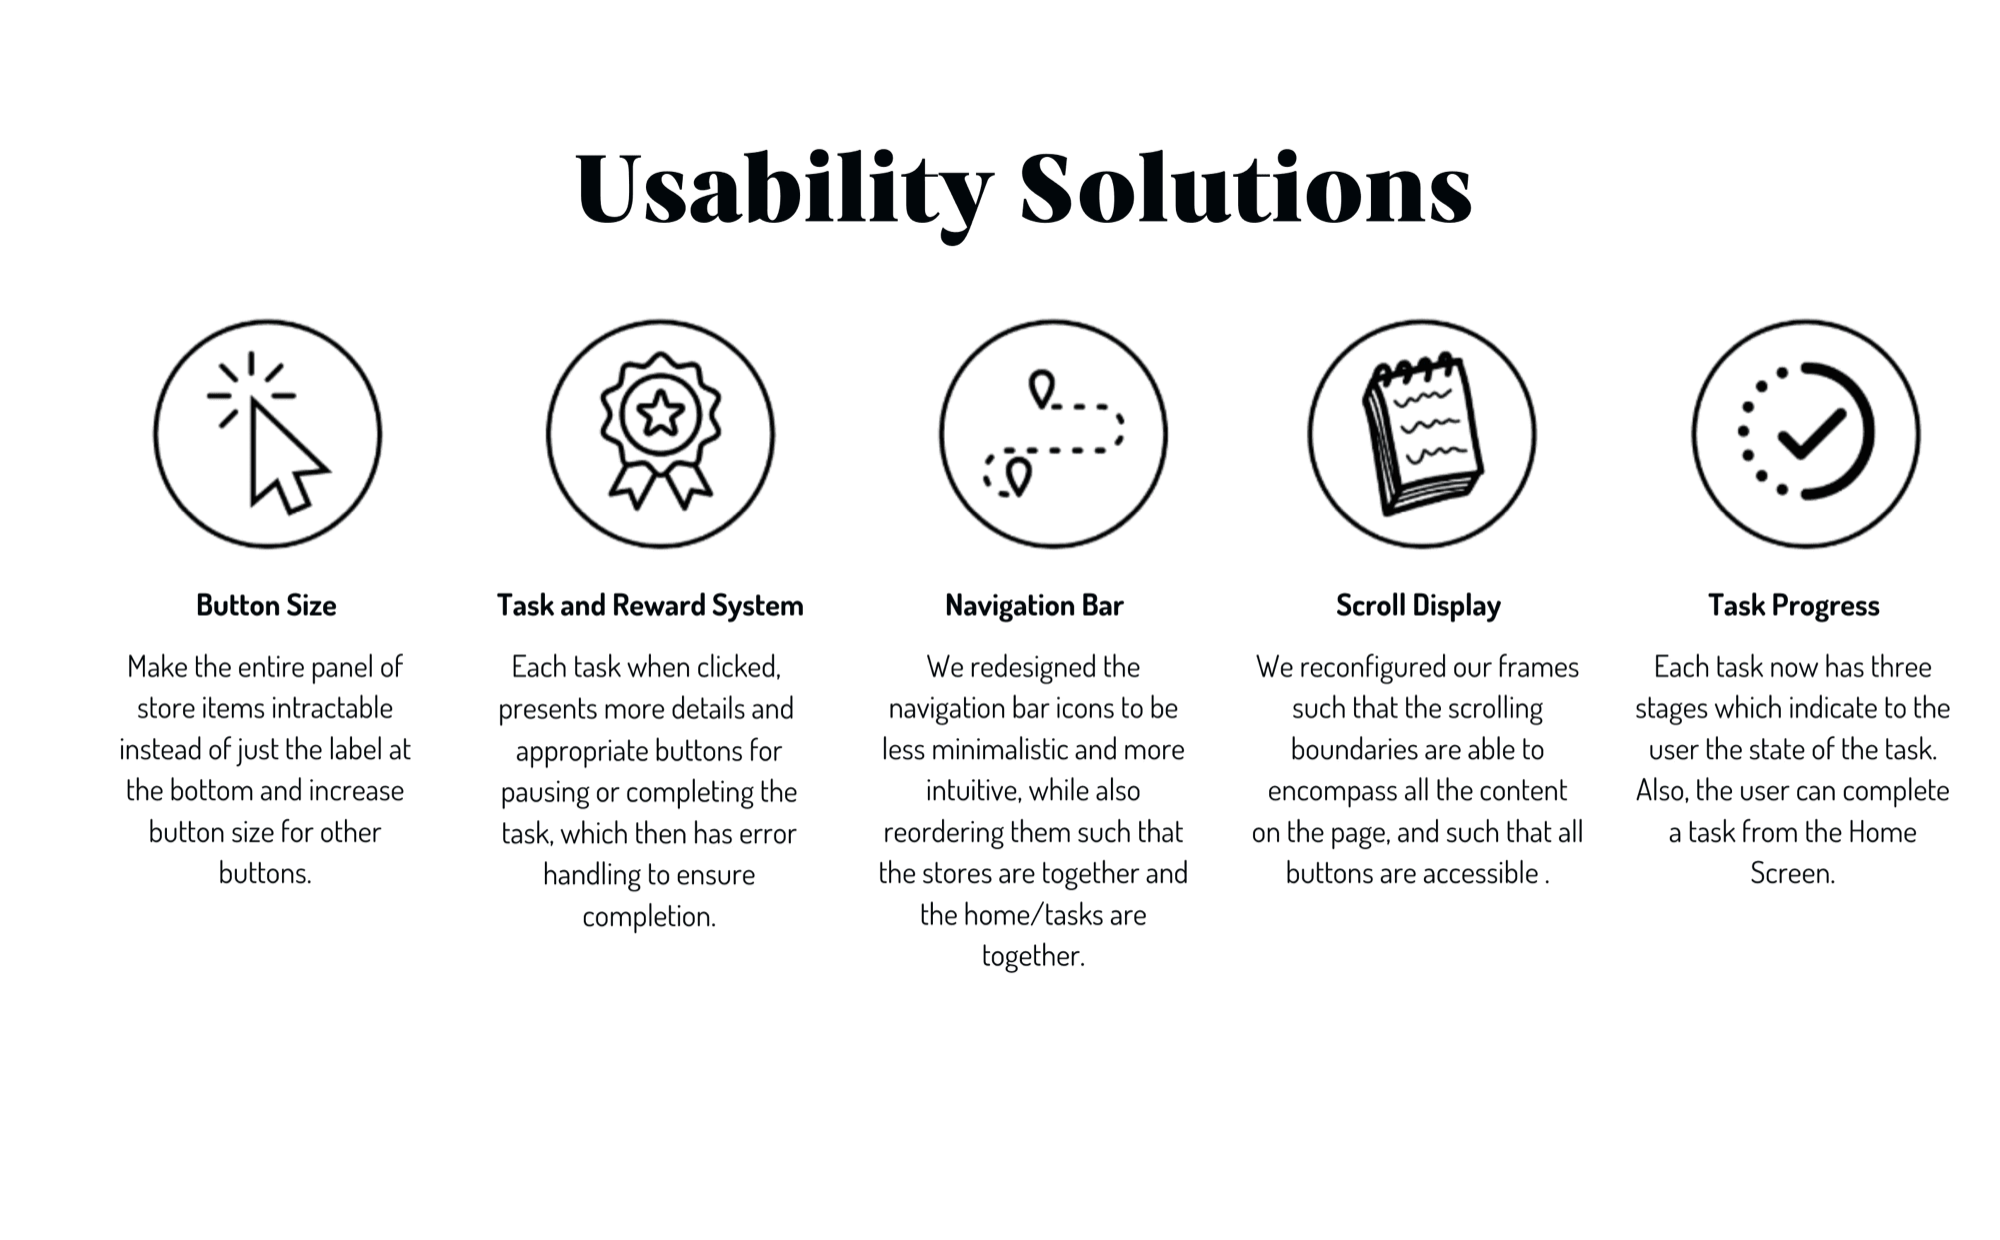 Usability Solutions
Button Size
Make the entire panel of
store items intractable
instead of just the label at
the bottom and increase
button size for other
buttons.
Task and Reward System
Each task when clicked,
presents more details and
appropriate buttons for
pausing or completing the
task, which then has error
handling to ensure
completion.
Navigation Bar
We redesigned the
navigation bar icons to be
less minimalistic and more
intuitive, while also
reordering them such that
the stores are together and
the home/tasks are
together.
Scroll Display
We reconfigured our frames
such that the scrolling
boundaries are able to
encompass all the content
on the page, and such that all
buttons are accessible .
Task Progress
Each task now has three
stages which indicate to the
user the state of the task.
Also, the user can complete
a task from the Home
Screen.